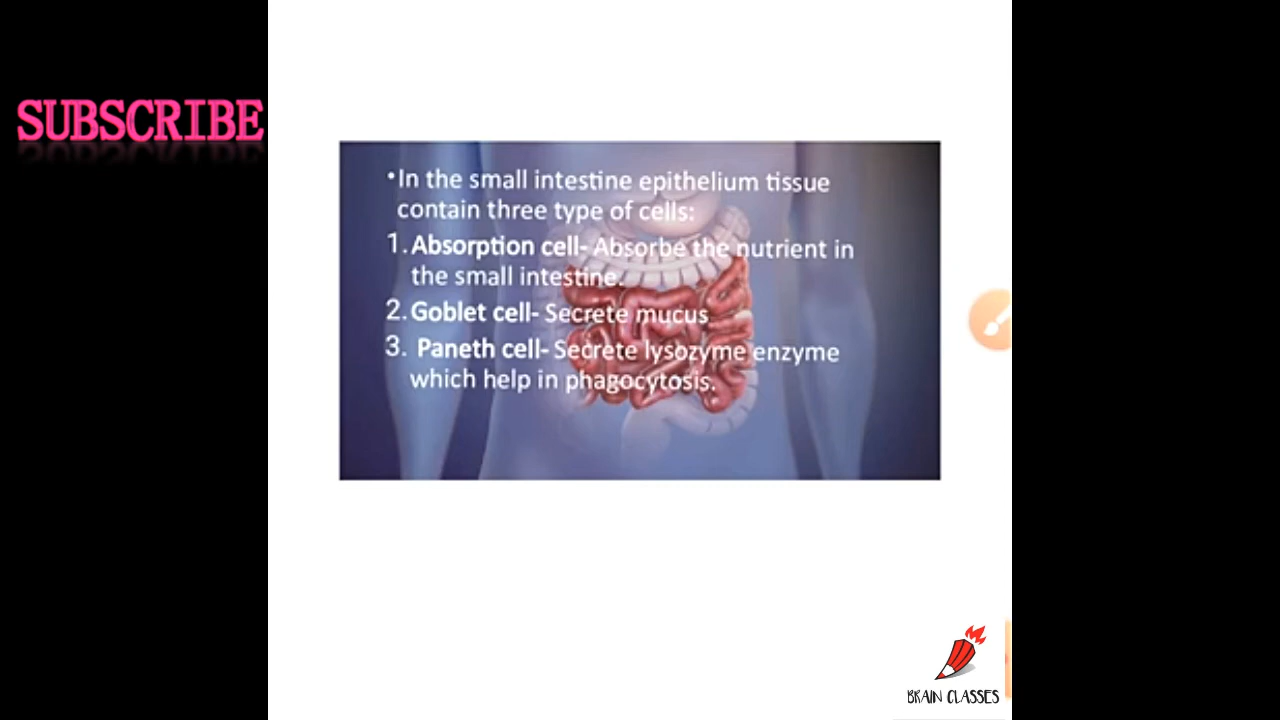 SUBSCRIBE
•In the small intestine epithelium tissue
contain three type of cells:
1.Absorption cell- Absorbe the nutrient in
the small intestine.
2.Goblet cell- Secrete mucus
3. Paneth cell- Secrete lysozyme enzyme
which help in phagocytosis.
BRAIN CLASSES